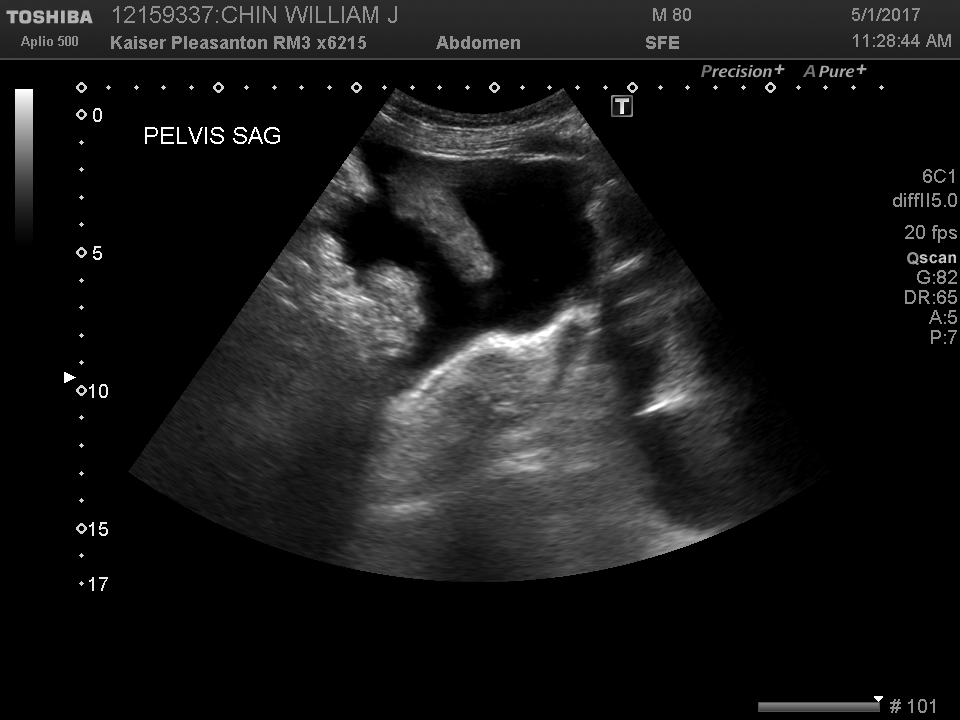 TOSHIBA 12159337:CHIN WILLIAM J M 80 5/1/2017
Aplio 500 Kaiser Pleasanton RM3 x6215 Abdomen SFE 11:28:44 AM
Precision+ A Pure+
T
0
PELVIS SAG
6C1
diffII5.0
20 fps
5
Qscan
G:82
DR:65
A:5
P:7
10
15
17
# 101